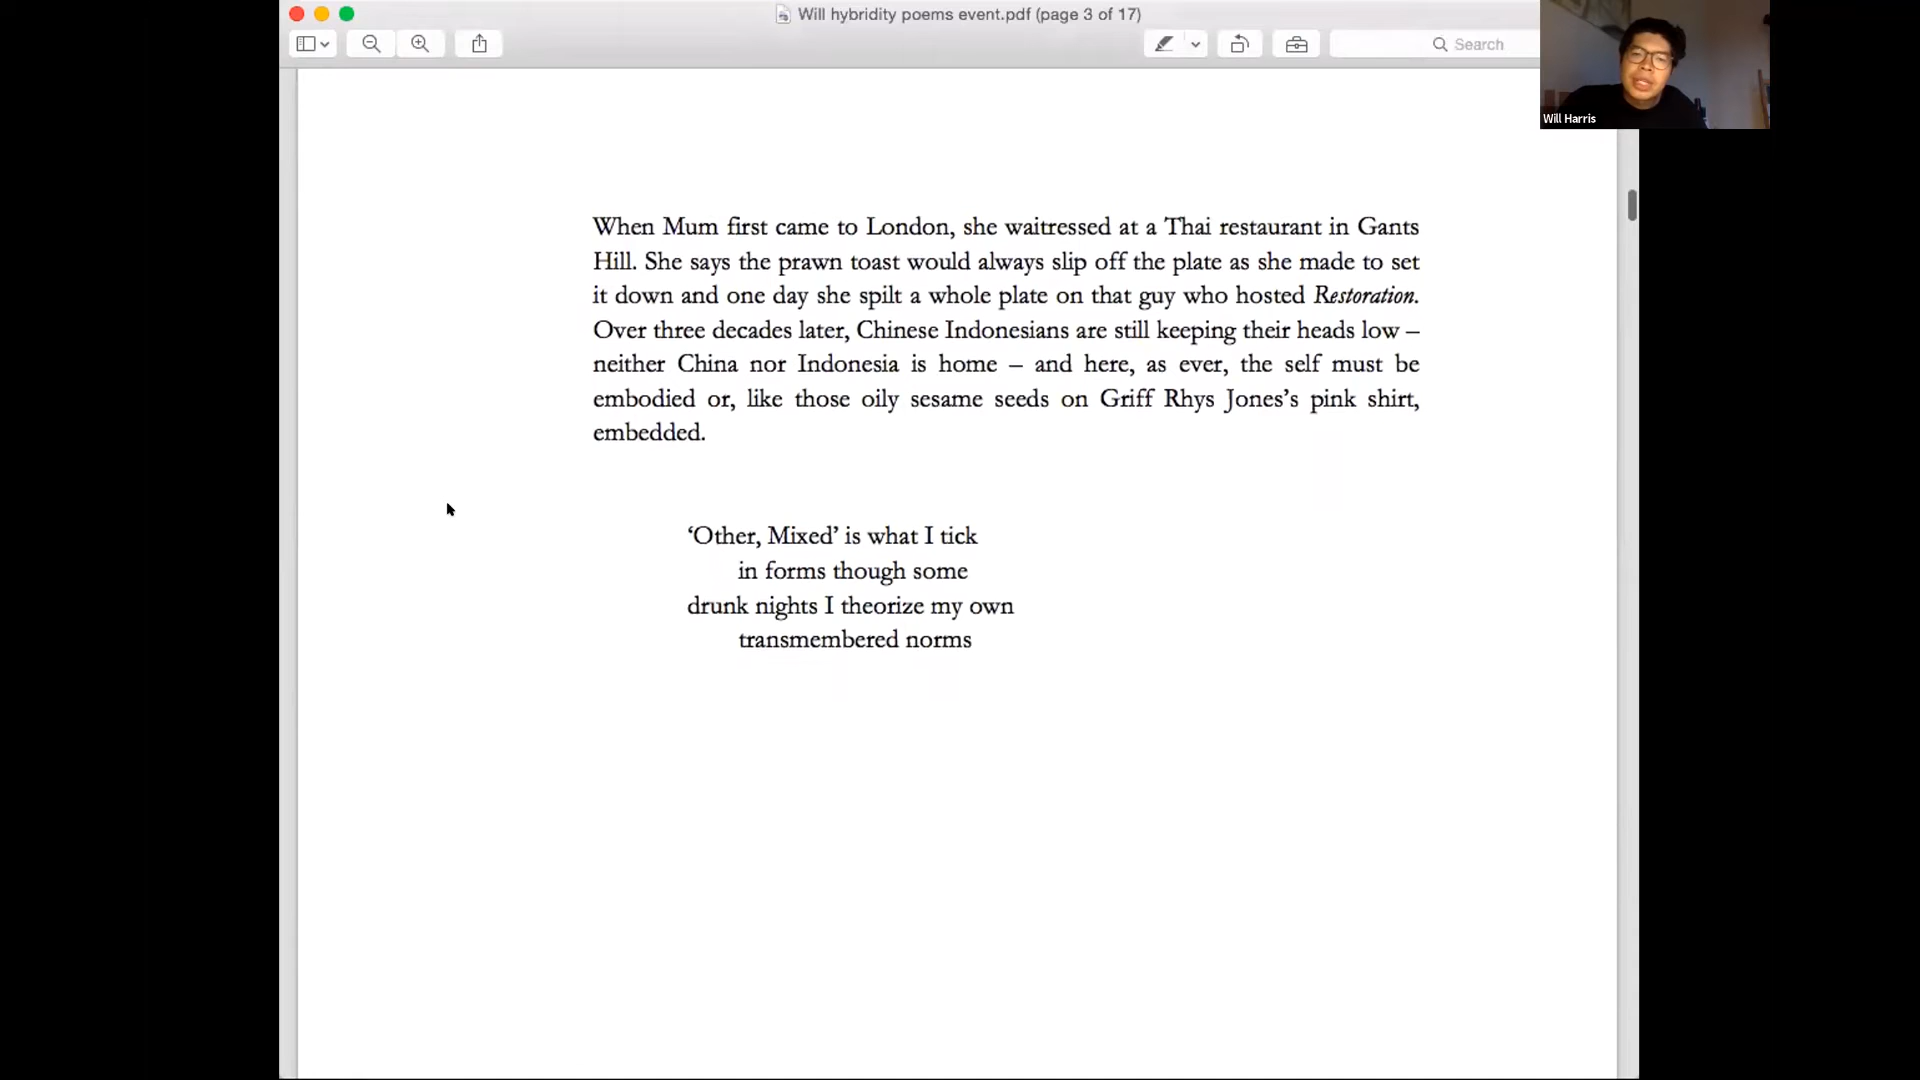 Will hybridity poems event.pdf (page 3 of 17)
Search
Will Harris
When Mum first came to London, she waitressed at a Thai restaurant in Gants
Hill. She says the prawn toast would always slip off the plate as she made to set
it down and one day she spilt a whole plate on that guy who hosted Restoration.
Over three decades later, Chinese Indonesians are still keeping their heads low –
neither China nor Indonesia is home – and here, as ever, the self must be
embodied or, like those oily sesame seeds on Griff Rhys Jones’s pink shirt,
embedded.
‘Other, Mixed’ is what I tick
in forms though some
drunk nights I theorize my own
transmembered norms